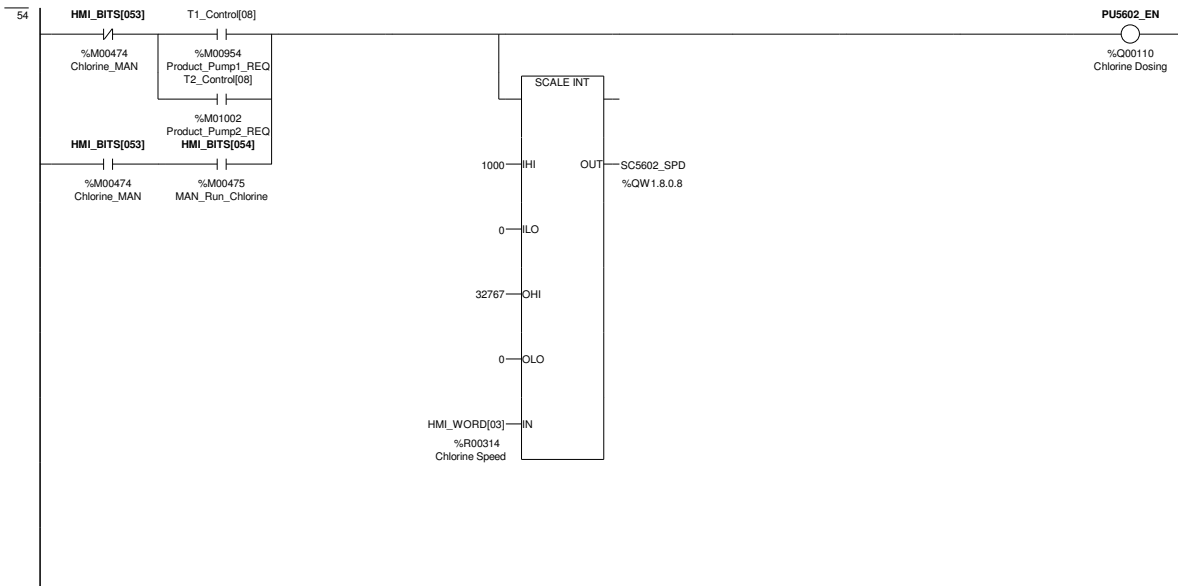 54
HMI_BITS[053] T1_Control[08] PU5602_EN
%M00474 %M00954 %Q00110
Chlorine_MAN Product_Pump1_REQ Chlorine Dosing
T2_Control[08]
SCALE INT
%M01002
Product_Pump2_REQ
HMI_BITS[053] HMI_BITS[054]
1000 IHI OUT SC5602_SPD
%M00474 %M00475 %QW1.8.0.8
Chlorine_MAN MAN_Run_Chlorine
0 ILO
32767 OHI
0 OLO
HMI_WORD[03] IN
%R00314
Chlorine Speed